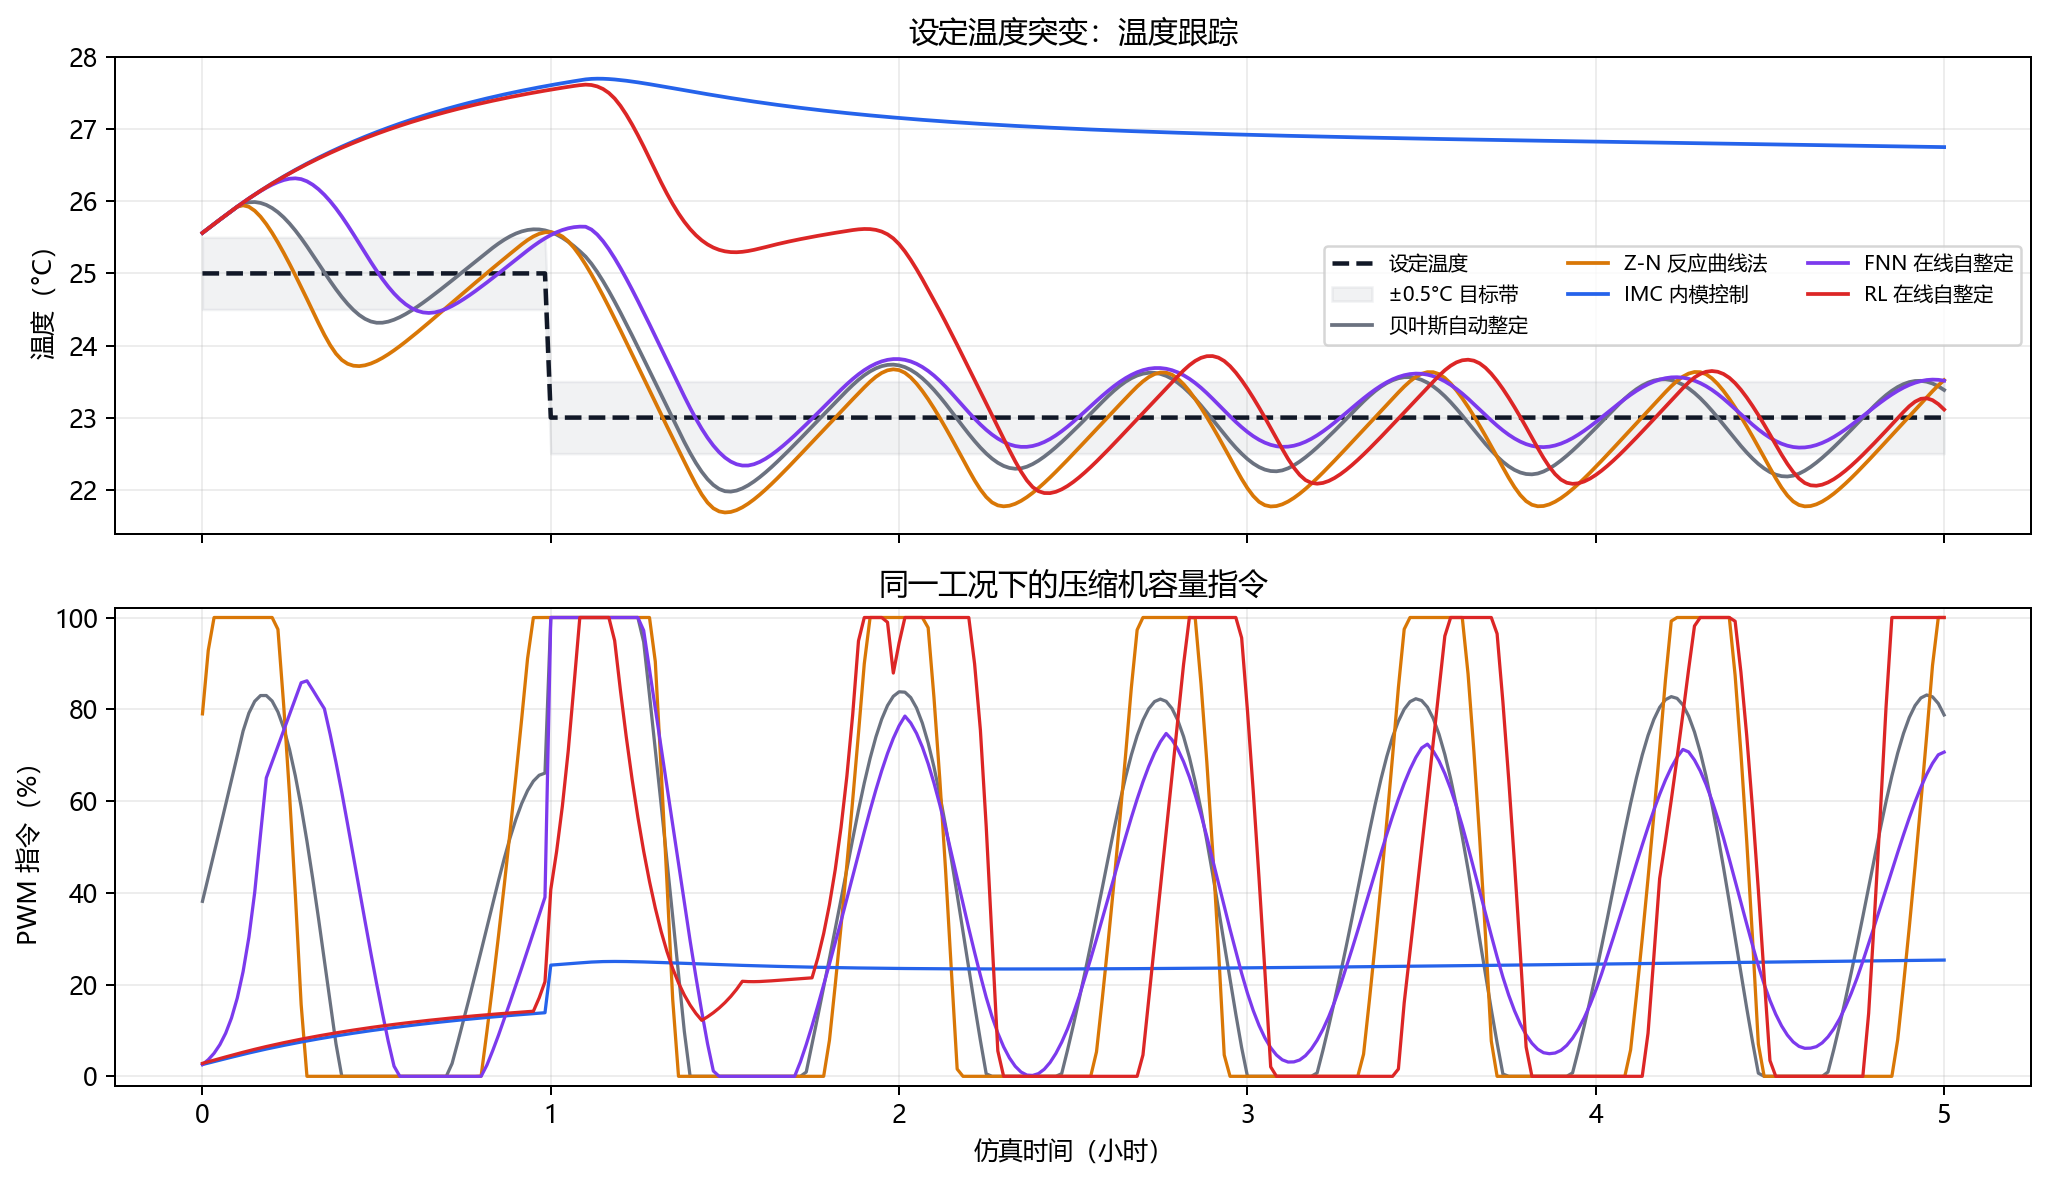 设定温度突变：温度跟踪
28
27
26
25
24
23
22
温度（°C）
设定温度
±0.5°C 目标带
贝叶斯自动整定
Z-N 反应曲线法
IMC 内模控制
FNN 在线自整定
RL 在线自整定
同一工况下的压缩机容量指令
100
80
60
40
20
0
PWM 指令（%）
0 1 2 3 4 5
仿真时间（小时）